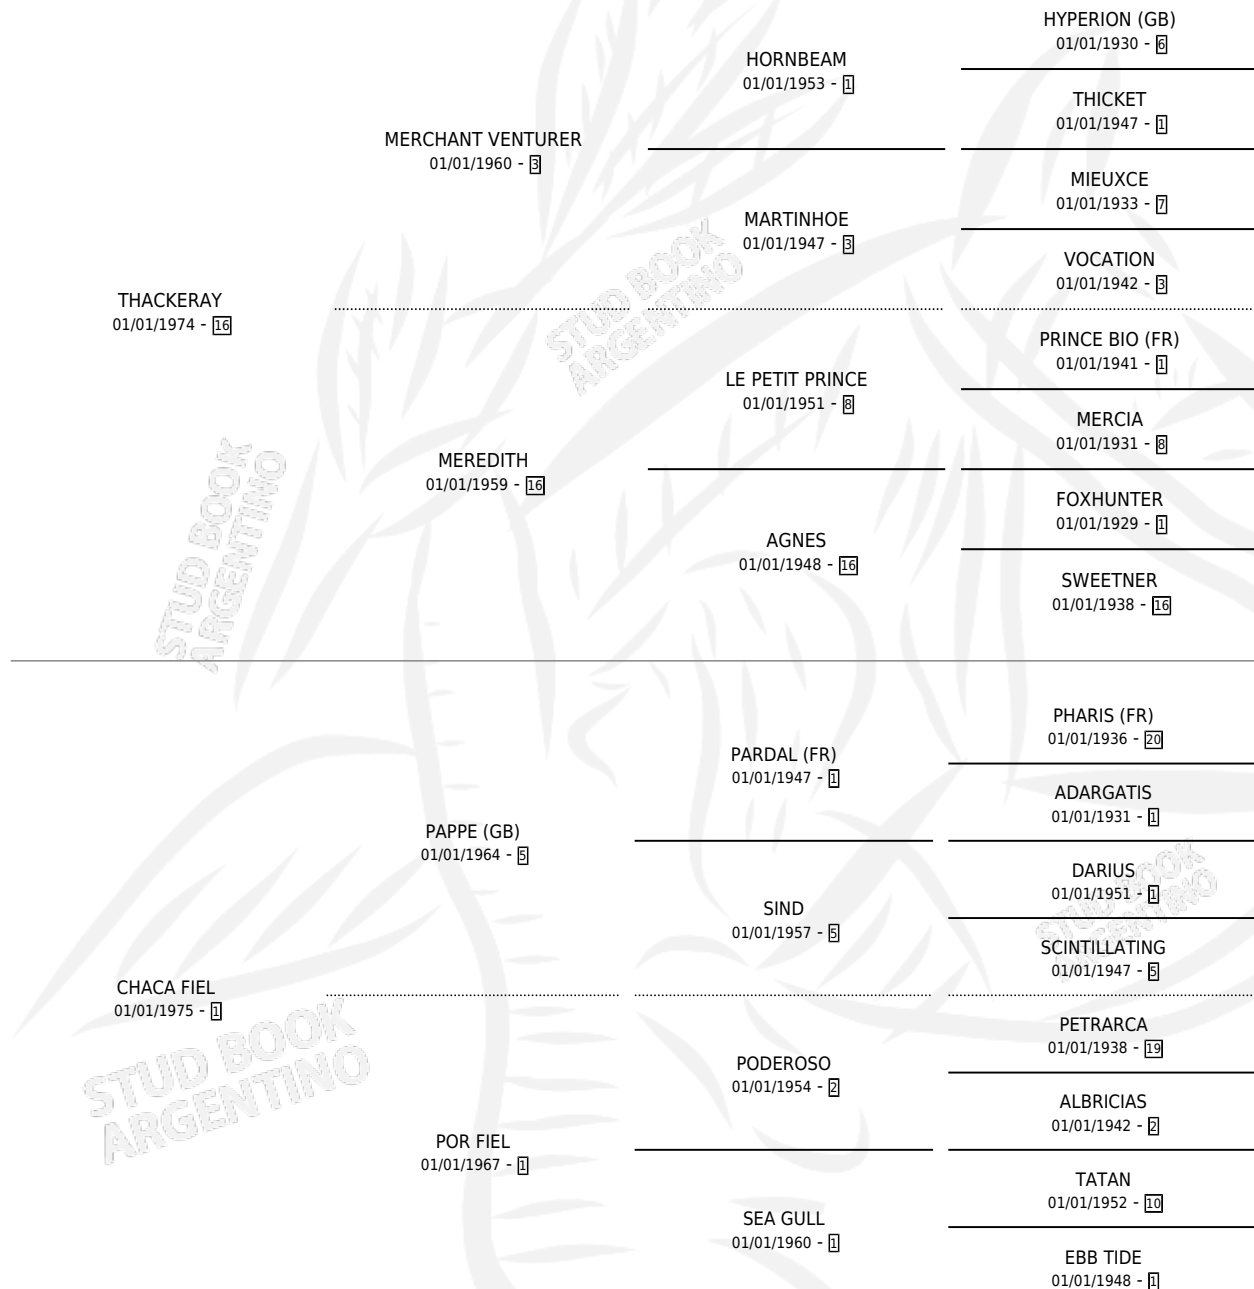 HYPERION (GB)
01/01/1930 - 6
HORNBEAM
01/01/1953 - 1
THICKET
01/01/1947 - 1
MERCHANT VENTURER
01/01/1960 - 3
MIEUXCE
01/01/1933 - 7
MARTINHOE
01/01/1947 - 3
VOCATION
01/01/1942 - 3
THACKERAY
01/01/1974 - 16
STUD BOOK
ARGENTINO
PRINCE BIO (FR)
01/01/1941 - 1
LE PETIT PRINCE
01/01/1951 - 8
MERCIA
01/01/1931 - 8
MEREDITH
01/01/1959 - 16
FOXHUNTER
01/01/1929 - 1
AGNES
01/01/1948 - 16
SWEETNER
01/01/1938 - 16
STUD BOOK
ARGENTINO
PHARIS (FR)
01/01/1936 - 20
PARDAL (FR)
01/01/1947 - 1
ADARGATIS
01/01/1931 - 1
PAPPE (GB)
01/01/1964 - 5
DARIUS
01/01/1951 - 1
SIND
01/01/1957 - 5
SCINTILLATING
01/01/1947 - 5
STUD BOOK
ARGENTINO
CHACA FIEL
01/01/1975 - 1
STUD BOOK
ARGENTINO
PETRARCA
01/01/1938 - 19
PODEROSO
01/01/1954 - 2
ALBRICIAS
01/01/1942 - 2
POR FIEL
01/01/1967 - 1
TATAN
01/01/1952 - 10
SEA GULL
01/01/1960 - 1
EBB TIDE
01/01/1948 - 1